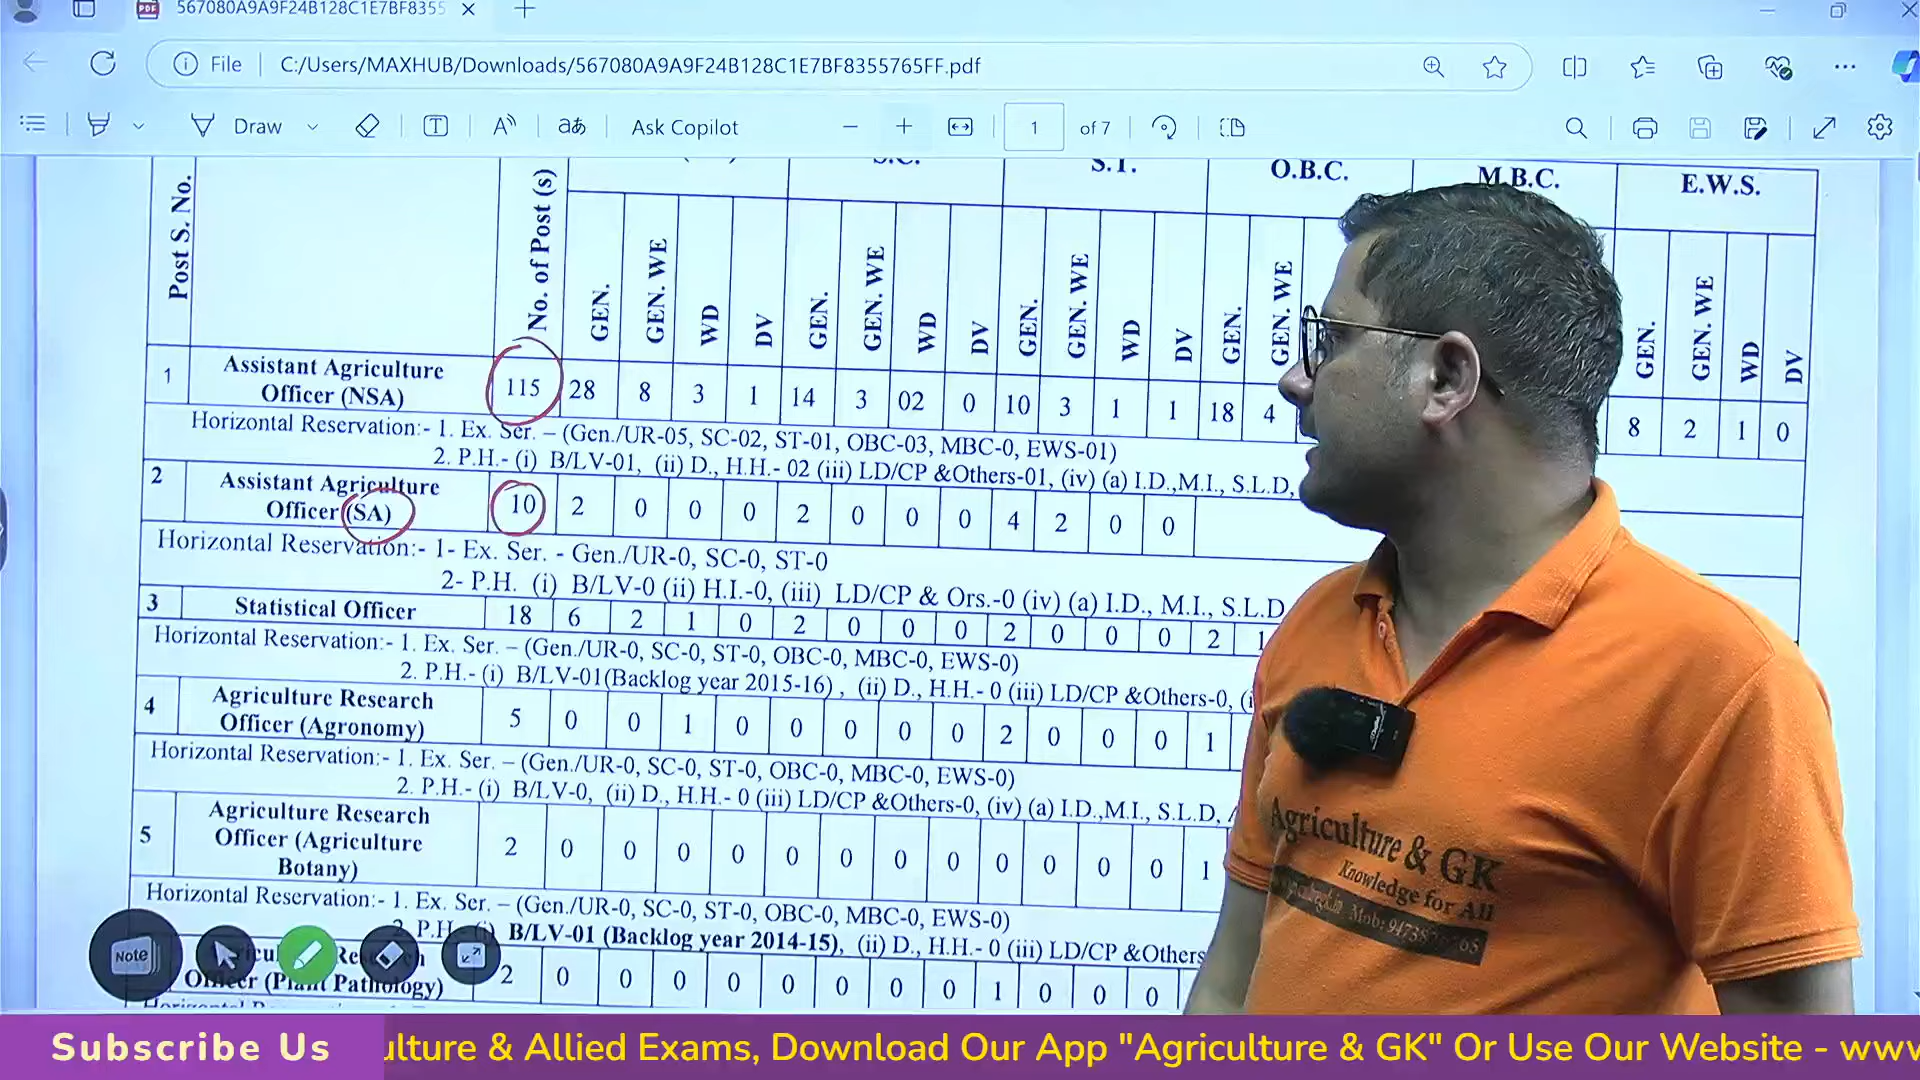 567080A9A9F24B128C1E7BF8355
File C:/Users/MAXHUB/Downloads/567080A9A9F24B128C1E7BF8355765FF.pdf
Draw Ask Copilot 1 of 7
Post S. No. No. of Post (s) S.C. S.T. O.B.C. M.B.C. E.W.S.
GEN. GEN. WE WD DV GEN. GEN. WE WD DV GEN. GEN. WE WD DV GEN. GEN. WE GEN. GEN. WE WD DV
1 Assistant Agriculture Officer (NSA) 115 28 8 3 1 14 3 02 0 10 3 1 1 18 4 8 2 1 0
Horizontal Reservation:- 1. Ex. Ser. – (Gen./UR-05, SC-02, ST-01, OBC-03, MBC-0, EWS-01)
2. P.H.- (i) B/LV-01, (ii) D., H.H.- 02 (iii) LD/CP &Others-01, (iv) (a) I.D.,M.I., S.L.D,
2 Assistant Agriculture Officer (SA) 10 2 0 0 0 2 0 0 0 4 2 0 0
Horizontal Reservation:- 1- Ex. Ser. - Gen./UR-0, SC-0, ST-0
2- P.H. (i) B/LV-0 (ii) H.I.-0, (iii) LD/CP & Ors.-0 (iv) (a) I.D., M.I., S.L.D
3 Statistical Officer 18 6 2 1 0 2 0 0 0 2 0 0 0 2 1
Horizontal Reservation:- 1. Ex. Ser. – (Gen./UR-0, SC-0, ST-0, OBC-0, MBC-0, EWS-0)
2. P.H.- (i) B/LV-01(Backlog year 2015-16) , (ii) D., H.H.- 0 (iii) LD/CP &Others-0,
4 Agriculture Research Officer (Agronomy) 5 0 0 1 0 0 0 0 0 2 0 0 0 1
Horizontal Reservation:- 1. Ex. Ser. – (Gen./UR-0, SC-0, ST-0, OBC-0, MBC-0, EWS-0)
2. P.H.- (i) B/LV-0, (ii) D., H.H.- 0 (iii) LD/CP &Others-0, (iv) (a) I.D.,M.I., S.L.D,
5 Agriculture Research Officer (Agriculture Botany) 2 0 0 0 0 0 0 0 0 0 0 0 0 1
Horizontal Reservation:- 1. Ex. Ser. – (Gen./UR-0, SC-0, ST-0, OBC-0, MBC-0, EWS-0)
P.H.- B/LV-01 (Backlog year 2014-15), (ii) D., H.H.- 0 (iii) LD/CP &Others
Officer (Plant Pathology) 2 0 0 0 0 0 0 0 0 1 0 0 0
Note
Agriculture & GK
Knowledge for All
Subscribe Us
ulture & Allied Exams, Download Our App "Agriculture & GK" Or Use Our Website - www